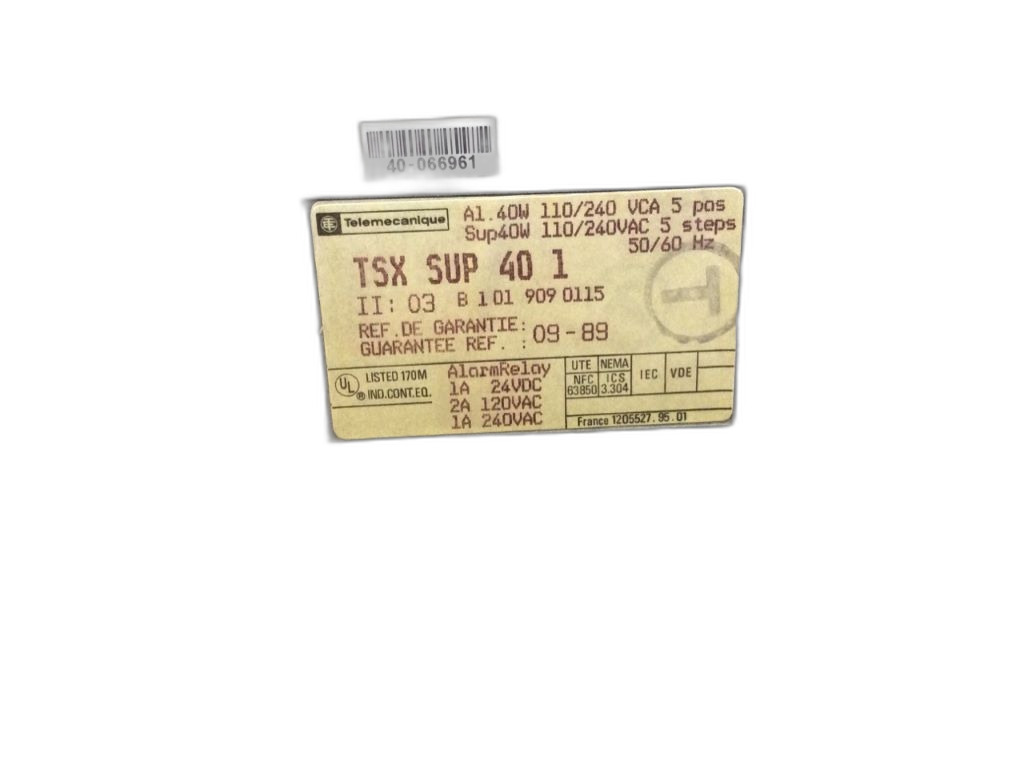 40-066961
Telemecanique
Al.40W 110/240 VCA 5 pas
Sup40W 110/240VAC 5 steps
50/60 Hz
TSX SUP 40 1
II: 03 B 1 01 909 0115
T
REF.DE GARANTIE:
GUARANTEE REF. : 09-89
UL LISTED 170M
® IND.CONT.EQ.
AlarmRelay
1A 24VDC
2A 120VAC
1A 240VAC
UTE NEMA
NFC ICS IEC VDE
63850 3.304
France 1205527.95.01